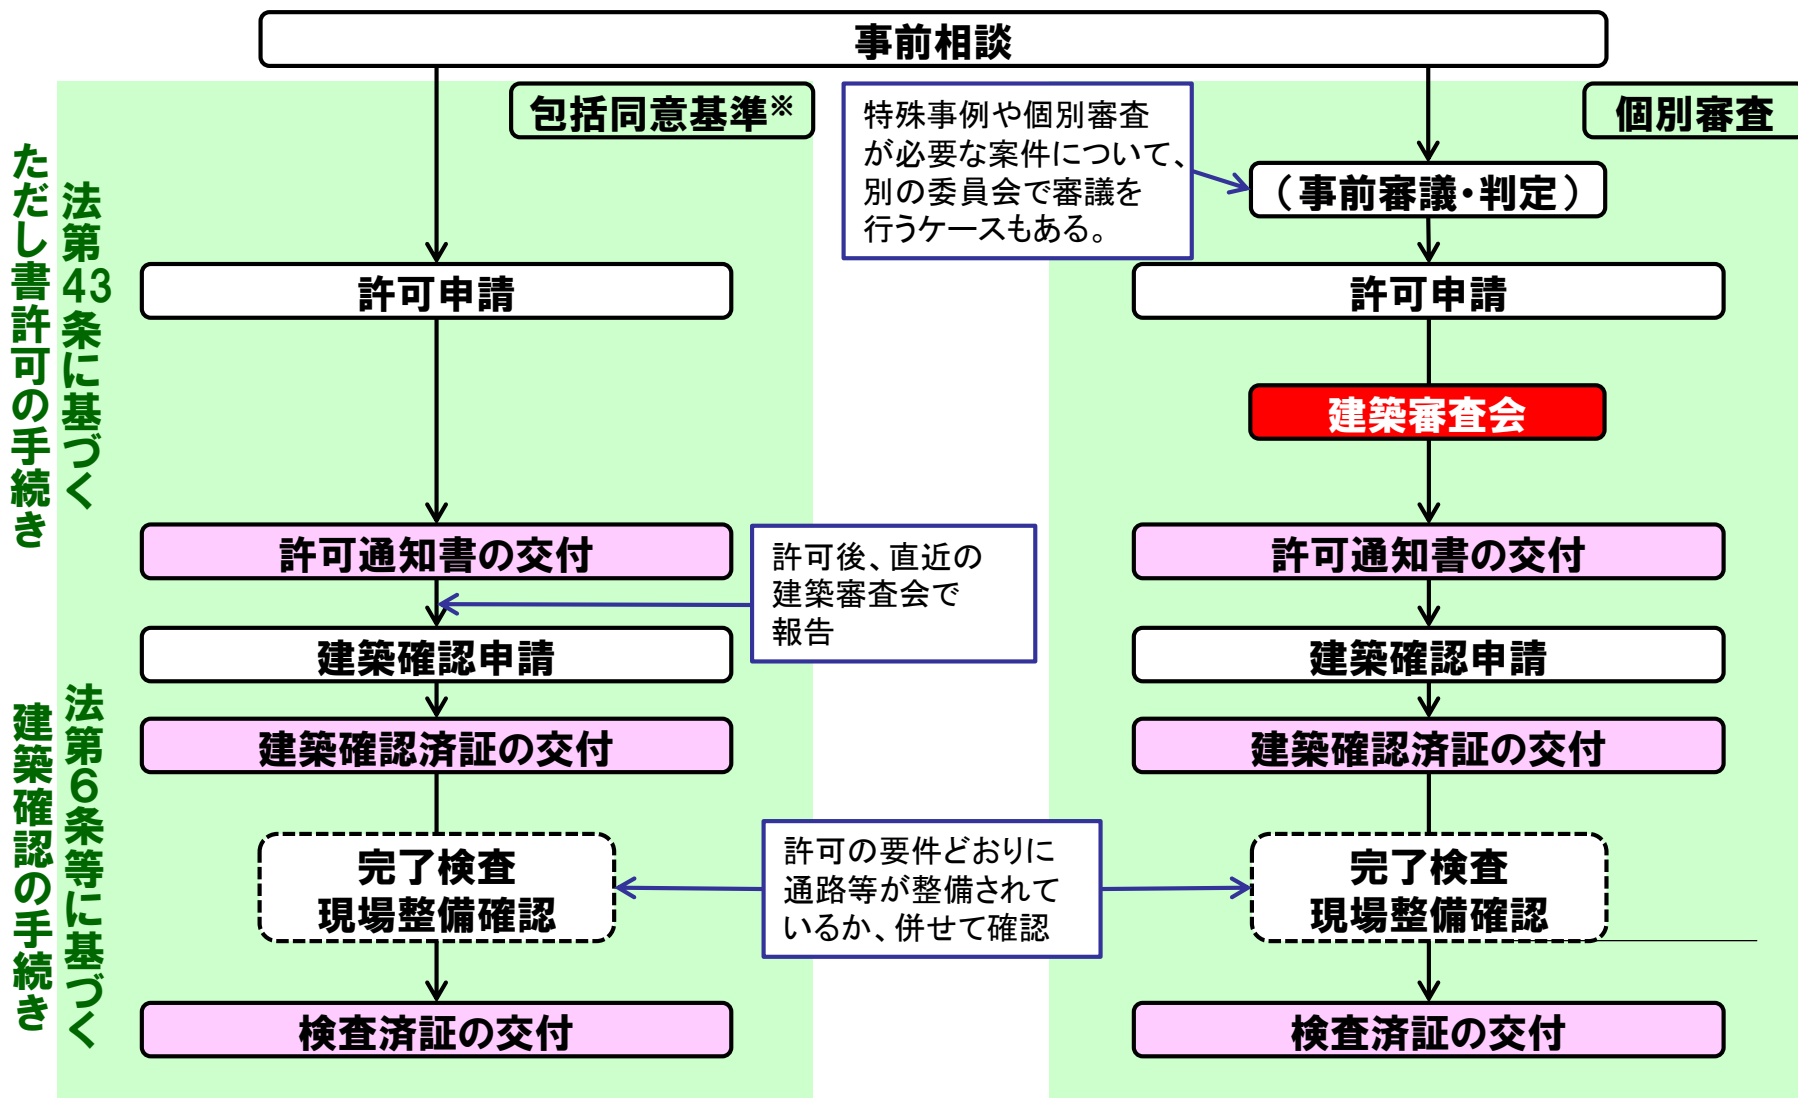 事前相談
包括同意基準※
特殊事例や個別審査
が必要な案件について、
別の委員会で審議を
行うケースもある。
個別審査
（事前審議・判定）
法第43条に基づく
ただし書許可の手続き
許可申請
許可申請
建築審査会
許可通知書の交付
許可後、直近の
建築審査会で
報告
許可通知書の交付
建築確認申請
建築確認申請
法第６条等に基づく
建築確認の手続き
建築確認済証の交付
建築確認済証の交付
完了検査
現場整備確認
許可の要件どおりに
通路等が整備されて
いるか、併せて確認
完了検査
現場整備確認
検査済証の交付
検査済証の交付